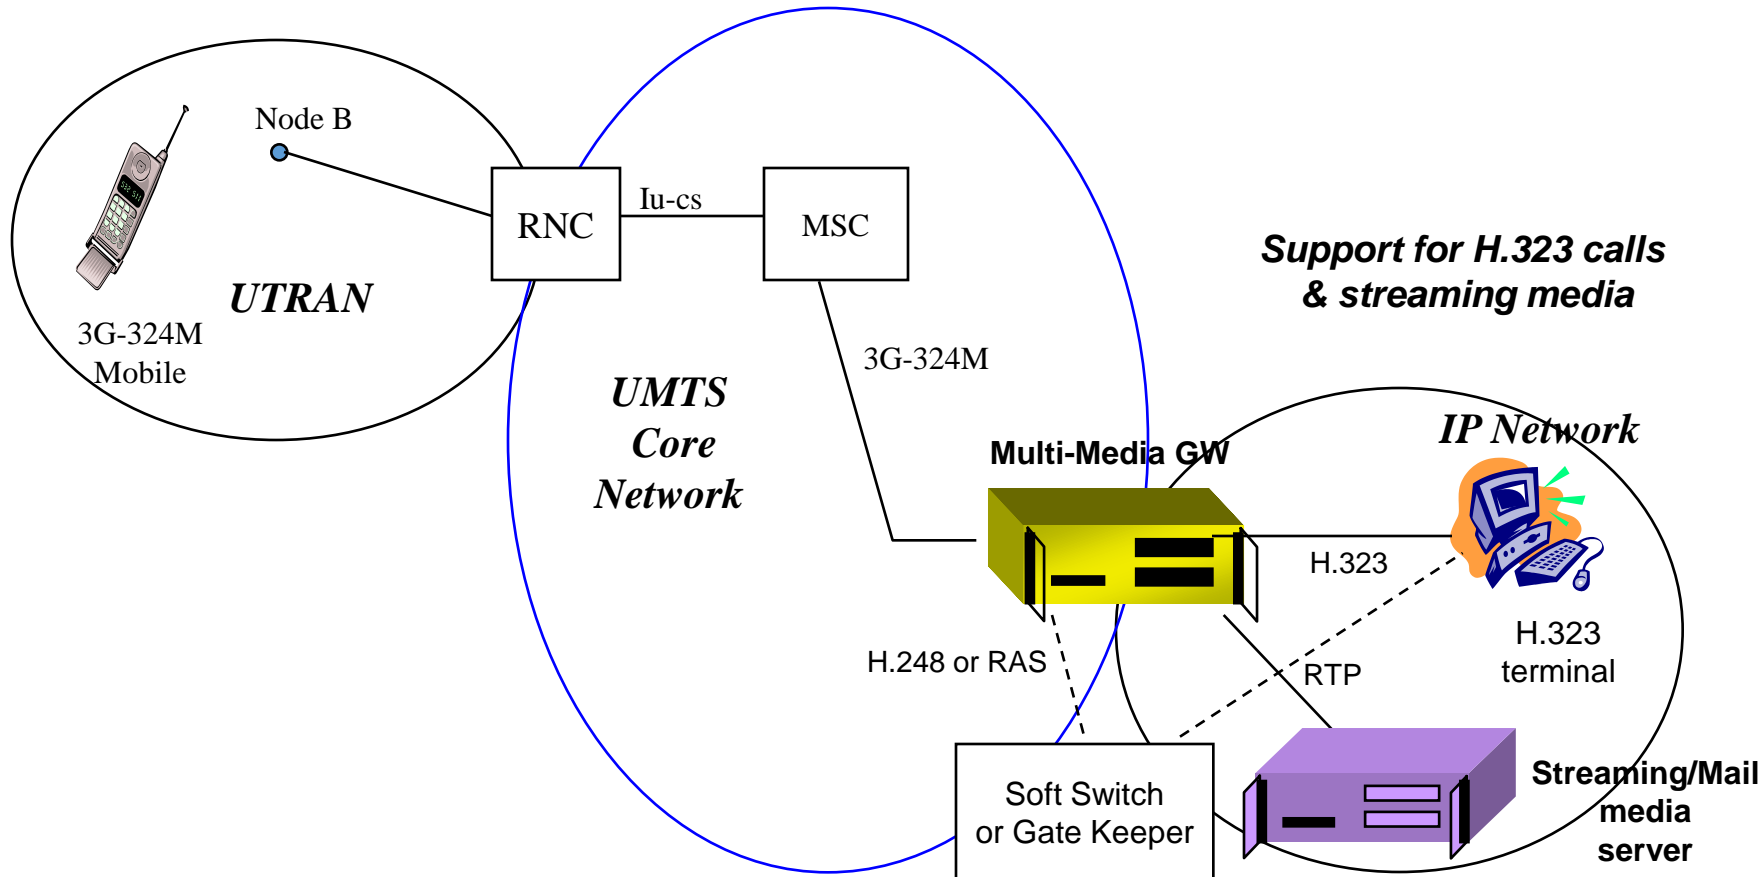 Node B
RNC
Iu-cs
MSC
UTRAN
3G-324M
Mobile
Support for H.323 calls
& streaming media
3G-324M
UMTS
Core
Network
IP Network
Multi-Media GW
H.323
H.323
terminal
H.248 or RAS
RTP
Soft Switch
or Gate Keeper
Streaming/Mail
media
server